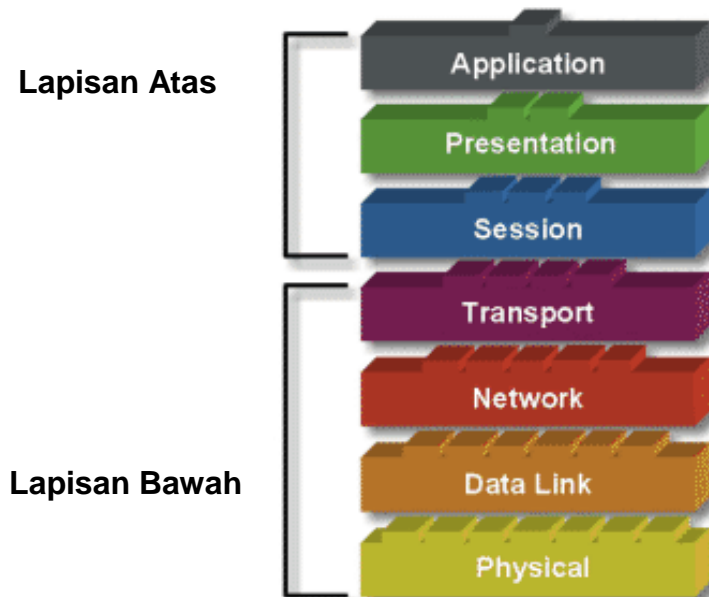 Lapisan Atas
Application
Presentation
Session
Transport
Network
Lapisan Bawah
Data Link
Physical